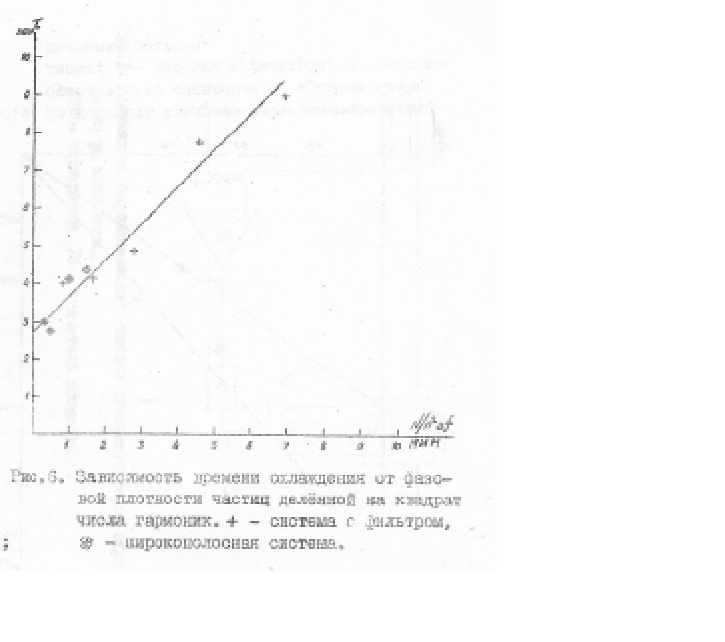 мин τ
10
9
8
7
6
5
4
3
2
1
1 2 3 4 5 6 7 8 9 10 мин
Рис.6. Зависимость времени охлаждения от фазо-
вой плотности частиц делённой на квадрат
числа гармоник. + - система с фильтром,
⊛ - широкополосная система.